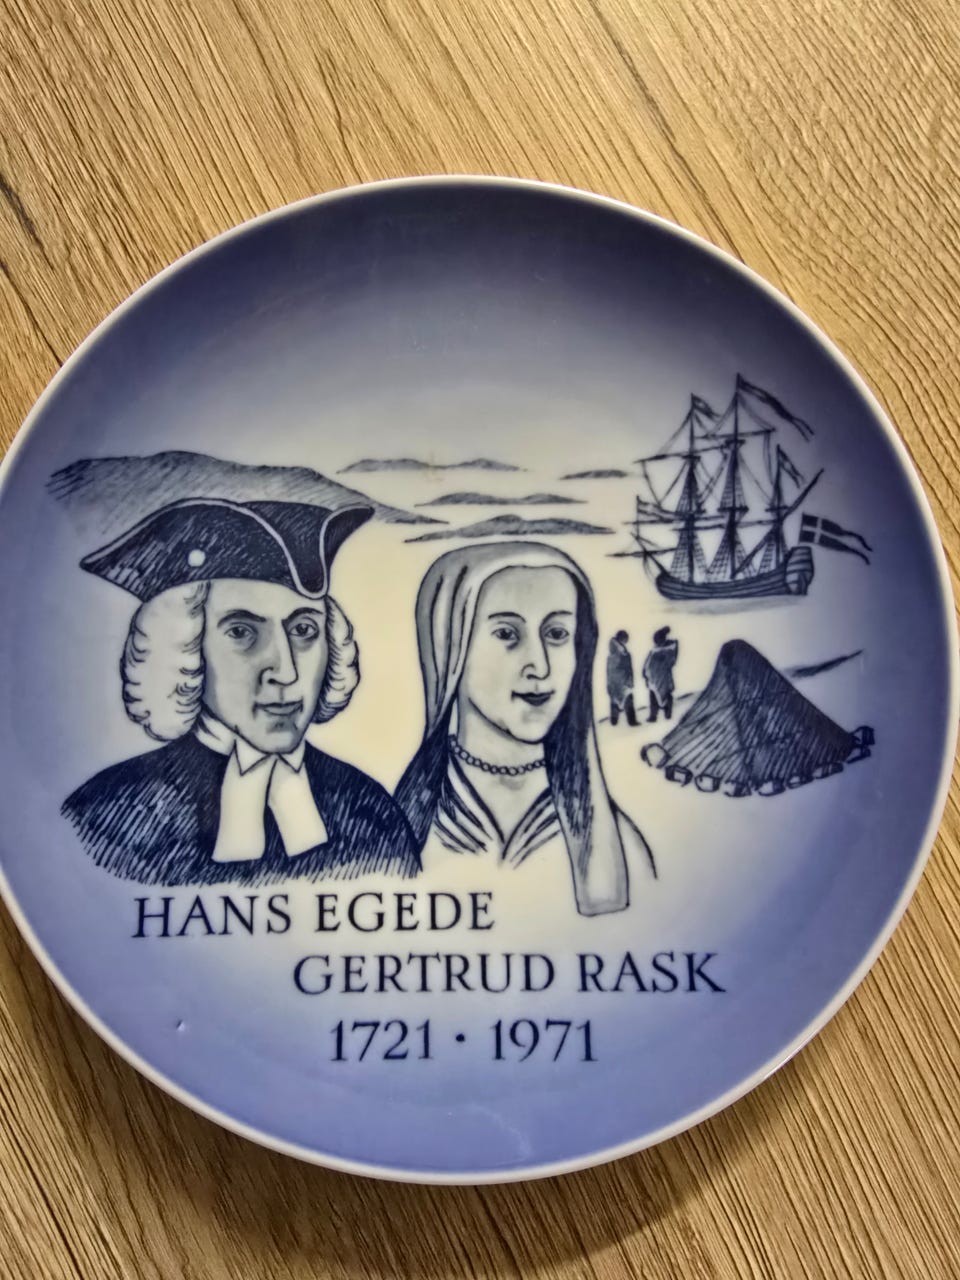 HANS EGEDE
GERTRUD RASK
1721 · 1971